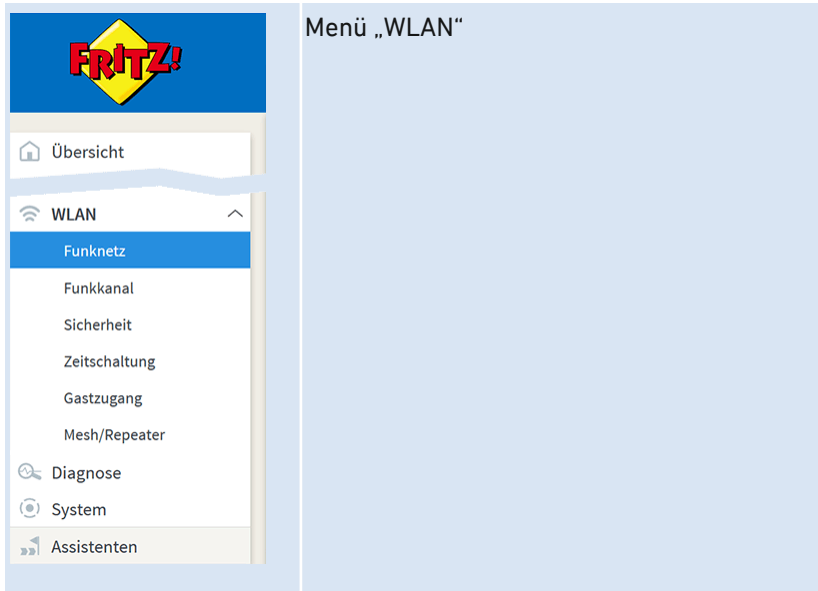 FRITZ!
Menü „WLAN“
Übersicht
WLAN
Funknetz
Funkkanal
Sicherheit
Zeitschaltung
Gastzugang
Mesh/Repeater
Diagnose
System
Assistenten